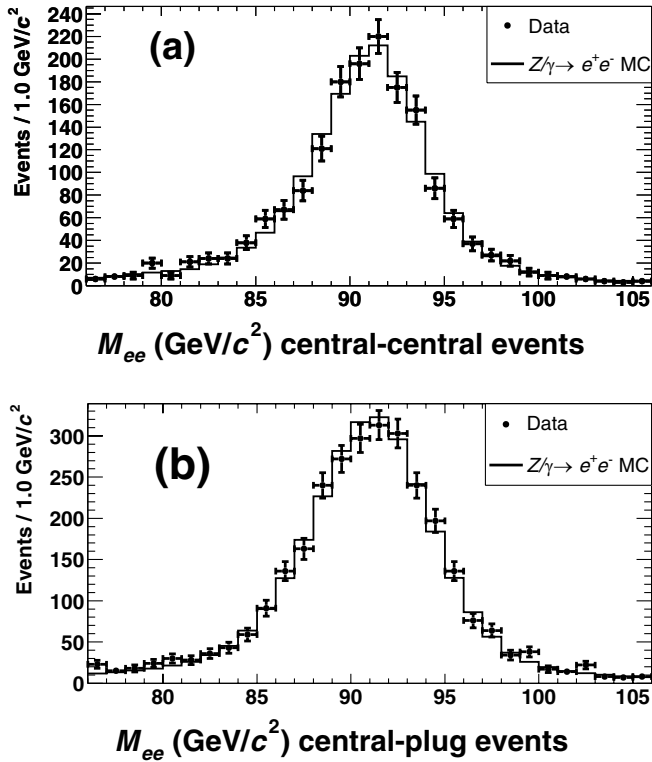 (a)
Data
Z/γ→ e⁺e⁻ MC
Events / 1.0 GeV/c²
240
220
200
180
160
140
120
100
80
60
40
20
0
80 85 90 95 100 105
Mee (GeV/c²) central-central events
(b)
Data
Z/γ→ e⁺e⁻ MC
Events / 1.0 GeV/c²
300
250
200
150
100
50
0
80 85 90 95 100 105
Mee (GeV/c²) central-plug events